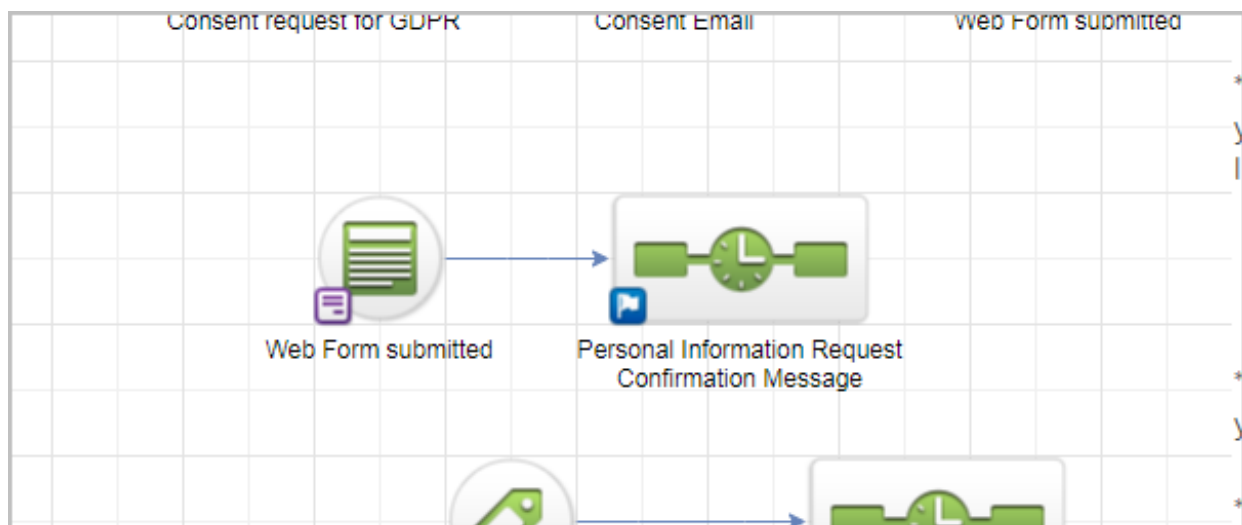 Consent request for GDPR
Consent Email
Web Form submitted
*
y
Web Form submitted
Personal Information Request
Confirmation Message
*
y
*